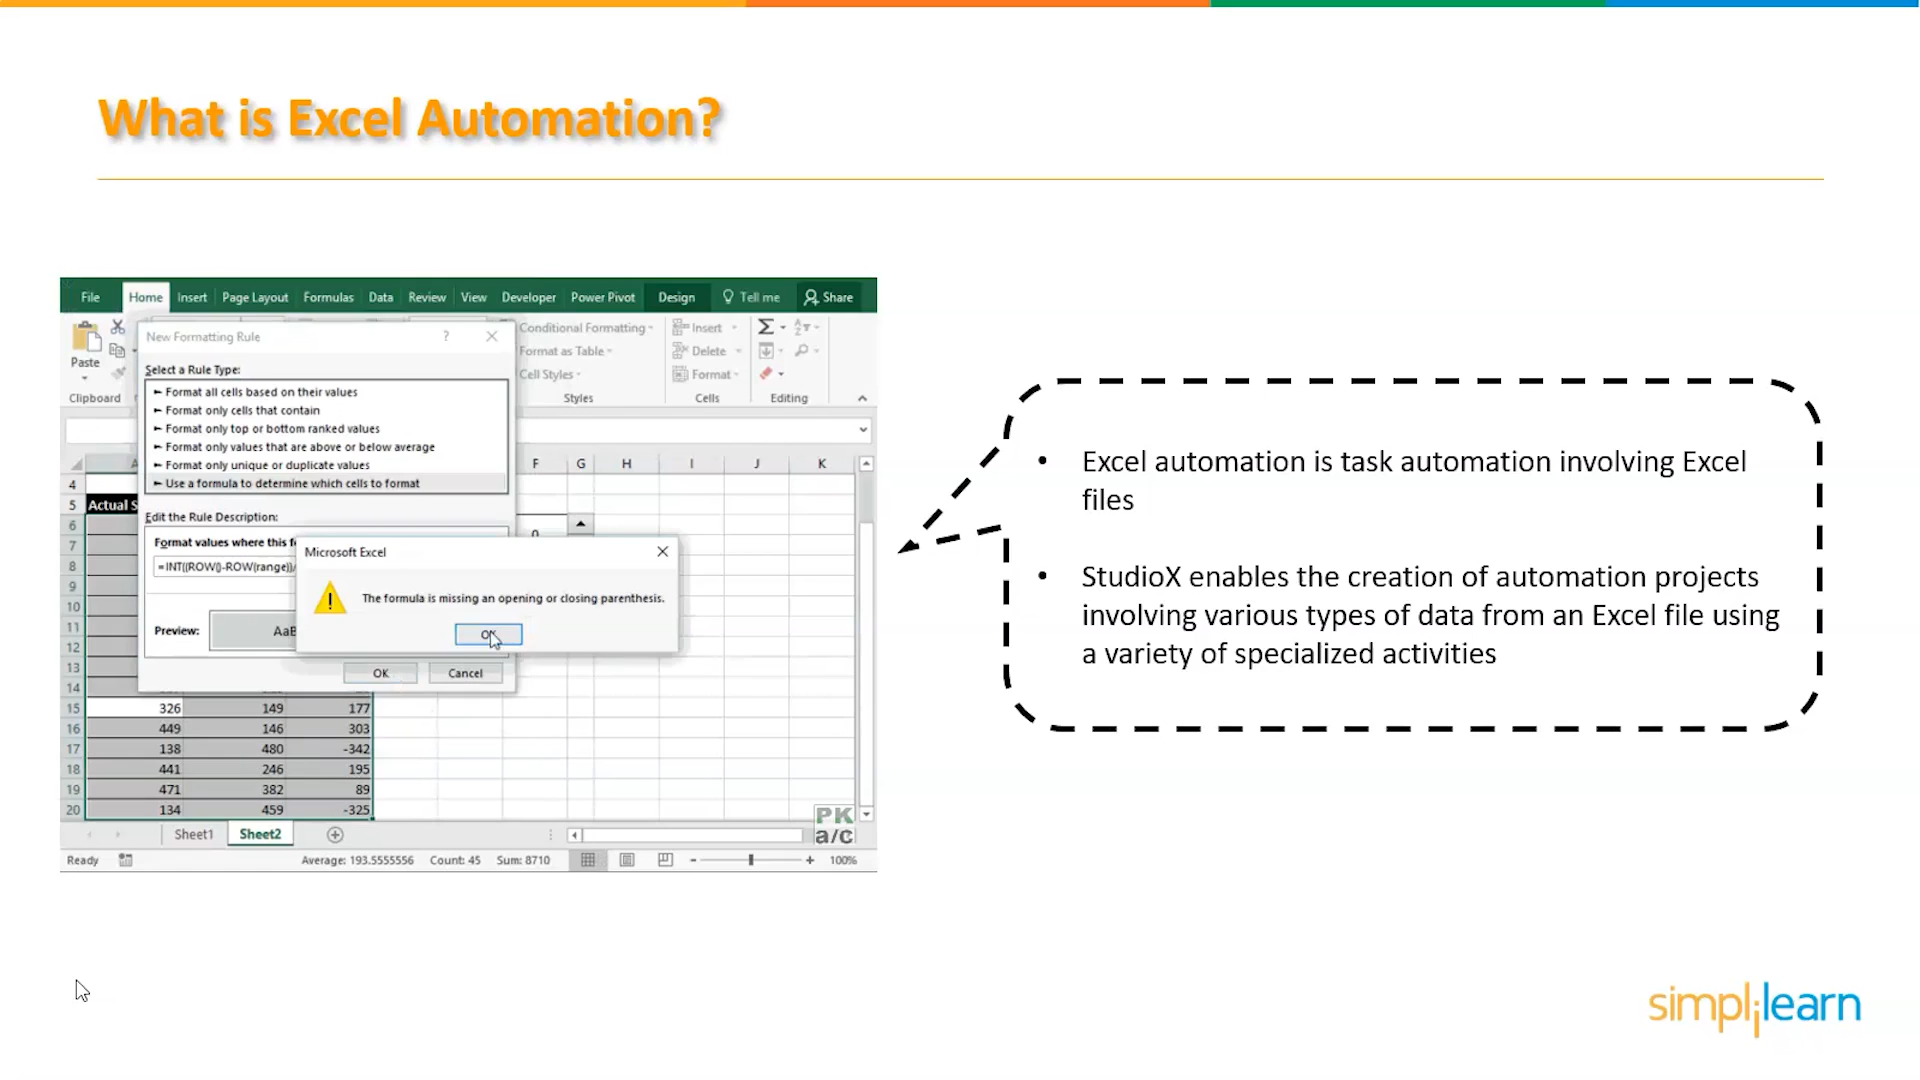 What is Excel Automation?
File Home Insert Page Layout Formulas Data Review View Developer Power Pivot Design Tell me Share
New Formatting Rule ?
Conditional Formatting
Insert
Format as Table
Delete
Paste
Cell Styles
Format
Clipboard
Styles
Cells
Editing
Select a Rule Type:
Format all cells based on their values
Format only cells that contain
Format only top or bottom ranked values
Format only values that are above or below average
Format only unique or duplicate values
Use a formula to determine which cells to format
Edit the Rule Description:
Format values where this f
=INT((ROW()-ROW(range))/
Preview:
OK Cancel
Microsoft Excel
The formula is missing an opening or closing parenthesis.
OK
F G H I J K
4
5 Actual S
6
7
8
9
10
11
12
13
14
15 326 149 177
16 449 146 303
17 138 480 -342
18 441 246 195
19 471 382 89
20 134 459 -325
PK
a/c
Sheet1 Sheet2
Ready Average: 193.5555556 Count: 45 Sum: 8710 100%
• Excel automation is task automation involving Excel
files
• StudioX enables the creation of automation projects
involving various types of data from an Excel file using
a variety of specialized activities
simplilearn